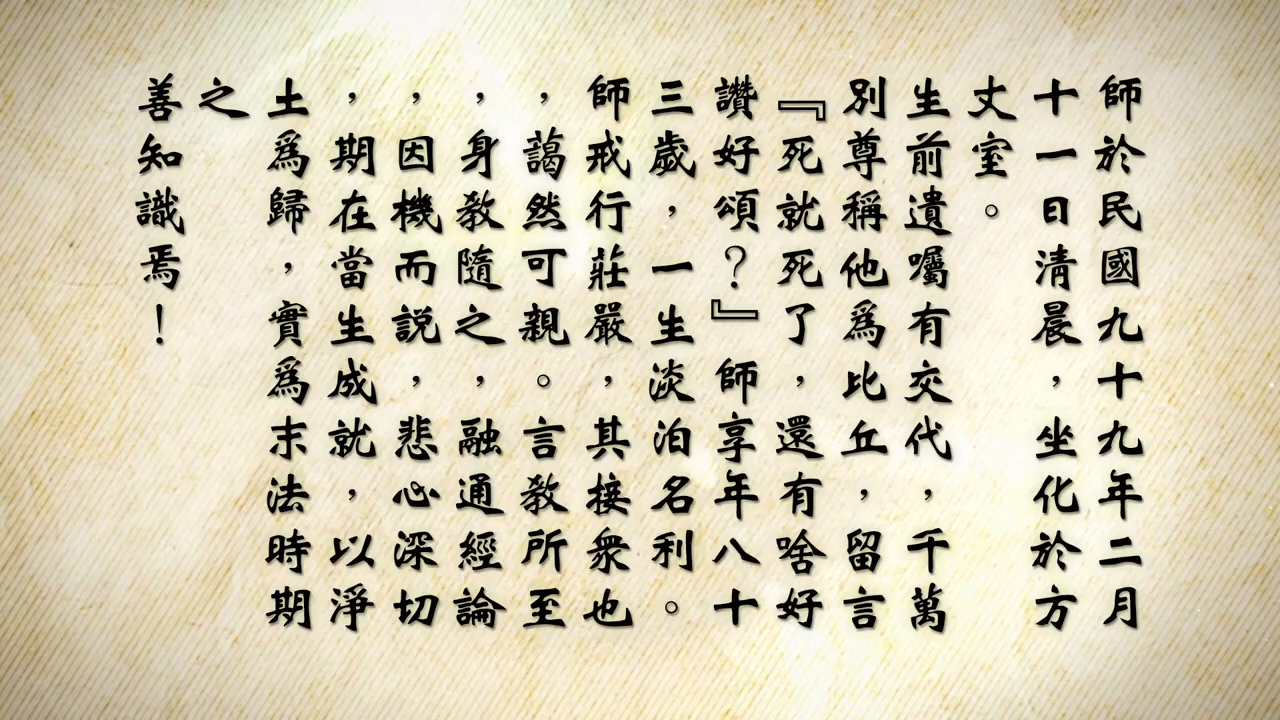 師於民國九十九年二月
十一日清晨，坐化於方
丈室。
生前遺囑有交代，千萬
別尊稱他爲比丘，留言
『死就死了，還有啥好
讚好頌？』師享年八十
三歲，一生淡泊名利。
師戒行莊嚴，其接衆也
，藹然可親。言教所至
，身教隨之，融通經論
，因機而說，悲心深切
，期在當生成就，以淨
土爲歸，實爲末法時期
之
善知識焉！